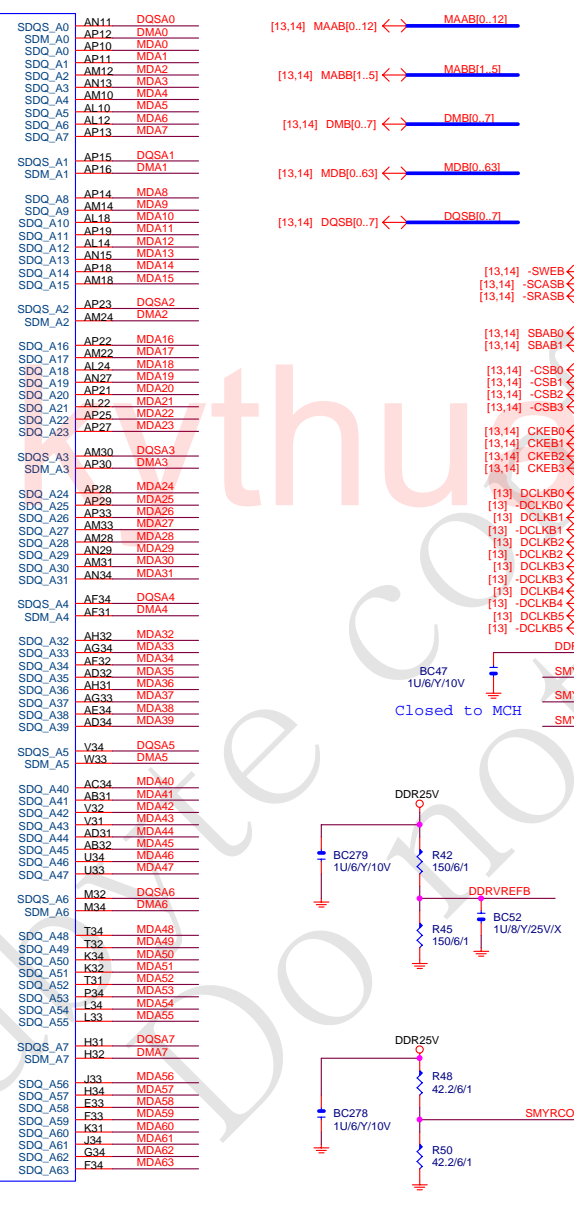 SDQS_A0 AN11 DQSA0
SDM_A0 AP12 DMA0
SDQ_A0 AP10 MDA0
SDQ_A1 AP11 MDA1
SDQ_A2 AM12 MDA2
SDQ_A3 AN13 MDA3
SDQ_A4 AM10 MDA4
SDQ_A5 AL10 MDA5
SDQ_A6 AL12 MDA6
SDQ_A7 AP13 MDA7
SDQS_A1 AP15 DQSA1
SDM_A1 AP16 DMA1
SDQ_A8 AP14 MDA8
SDQ_A9 AM14 MDA9
SDQ_A10 AL18 MDA10
SDQ_A11 AP19 MDA11
SDQ_A12 AL14 MDA12
SDQ_A13 AN15 MDA13
SDQ_A14 AP18 MDA14
SDQ_A15 AM18 MDA15
SDQS_A2 AP23 DQSA2
SDM_A2 AM24 DMA2
SDQ_A16 AP22 MDA16
SDQ_A17 AM22 MDA17
SDQ_A18 AL24 MDA18
SDQ_A19 AN27 MDA19
SDQ_A20 AP21 MDA20
SDQ_A21 AL22 MDA21
SDQ_A22 AP25 MDA22
SDQ_A23 AP27 MDA23
SDQS_A3 AM30 DQSA3
SDM_A3 AP30 DMA3
SDQ_A24 AP28 MDA24
SDQ_A25 AP29 MDA25
SDQ_A26 AP33 MDA26
SDQ_A27 AM33 MDA27
SDQ_A28 AM28 MDA28
SDQ_A29 AN29 MDA29
SDQ_A30 AM31 MDA30
SDQ_A31 AN34 MDA31
SDQS_A4 AF34 DQSA4
SDM_A4 AF31 DMA4
SDQ_A32 AH32 MDA32
SDQ_A33 AG34 MDA33
SDQ_A34 AF32 MDA34
SDQ_A35 AD32 MDA35
SDQ_A36 AH31 MDA36
SDQ_A37 AG33 MDA37
SDQ_A38 AE34 MDA38
SDQ_A39 AD34 MDA39
SDQS_A5 V34 DQSA5
SDM_A5 W33 DMA5
SDQ_A40 AC34 MDA40
SDQ_A41 AB31 MDA41
SDQ_A42 V32 MDA42
SDQ_A43 V31 MDA43
SDQ_A44 AD31 MDA44
SDQ_A45 AB32 MDA45
SDQ_A46 U34 MDA46
SDQ_A47 U33 MDA47
SDQS_A6 M32 DQSA6
SDM_A6 M34 DMA6
SDQ_A48 T34 MDA48
SDQ_A49 T32 MDA49
SDQ_A50 K34 MDA50
SDQ_A51 K32 MDA51
SDQ_A52 T31 MDA52
SDQ_A53 P34 MDA53
SDQ_A54 L34 MDA54
SDQ_A55 L33 MDA55
SDQS_A7 H31 DQSA7
SDM_A7 H32 DMA7
SDQ_A56 J33 MDA56
SDQ_A57 H34 MDA57
SDQ_A58 E33 MDA58
SDQ_A59 F33 MDA59
SDQ_A60 K31 MDA60
SDQ_A61 J34 MDA61
SDQ_A62 G34 MDA62
SDQ_A63 F34 MDA63
[13,14] MAAB[0..12] MAAB[0..12]
[13,14] MABB[1..5] MABB[1..5]
[13,14] DMB[0..7] DMB[0..7]
[13,14] MDB[0..63] MDB[0..63]
[13,14] DQSB[0..7] DQSB[0..7]
[13,14] -SWEB
[13,14] -SCASB
[13,14] -SRASB
[13,14] SBAB0
[13,14] SBAB1
[13,14] -CSB0
[13,14] -CSB1
[13,14] -CSB2
[13,14] -CSB3
[13,14] CKEB0
[13,14] CKEB1
[13,14] CKEB2
[13,14] CKEB3
[13] DCLKB0
[13] -DCLKB0
[13] DCLKB1
[13] -DCLKB1
[13] DCLKB2
[13] -DCLKB2
[13] DCLKB3
[13] -DCLKB3
[13] DCLKB4
[13] -DCLKB4
[13] DCLKB5
[13] -DCLKB5
DDR
BC47
1U/6/Y/10V
SMY
SMY
SMY
Closed to MCH
DDR25V
BC279
1U/6/Y/10V
R42
150/6/1
DDRVREFB
R45
150/6/1
BC52
1U/8/Y/25V/X
DDR25V
R48
42.2/6/1
BC278
1U/6/Y/10V
SMYRCO
R50
42.2/6/1
kythu
Do not